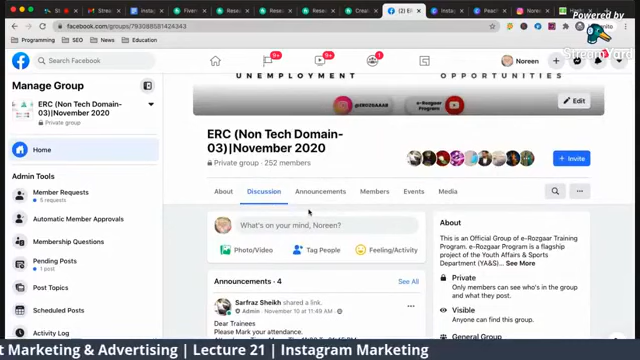 Powered by
StreamYard
facebook.com/groups/793088581424343
Programming
SEO
News
Design
Search Facebook
9+
9+
1
Noreen
Manage Group
ERC (Non Tech Domain-
03)|November 2020
Private group
Home
Admin Tools
Member Requests
5 requests
Automatic Member Approvals
Membership Questions
Pending Posts
1 post
Post Topics
Scheduled Posts
Activity Log
UNEMPLOYMENT
OPPORTUNITIES
e-Rozgaar
Program
Edit
ERC (Non Tech Domain-
03)|November 2020
Private group · 252 members
+ Invite
About
Discussion
Announcements
Members
Events
Media
What's on your mind, Noreen?
Photo/Video
Tag People
Feeling/Activity
Announcements · 4
See All
Sarfraz Sheikh shared a link.
Admin · November 10 at 11:49 AM
Dear Trainees
Please Mark your attendance.
About
This is an Official Group of e-Rozgaar Training
Program. e-Rozgaar Program is a flagship
project of the Youth Affairs & Sports
Department (YA&S)... See More
Private
Only members can see who's in the group
and what they post.
Visible
Anyone can find this group.
General Group
t Marketing & Advertising | Lecture 21 | Instagram Marketing